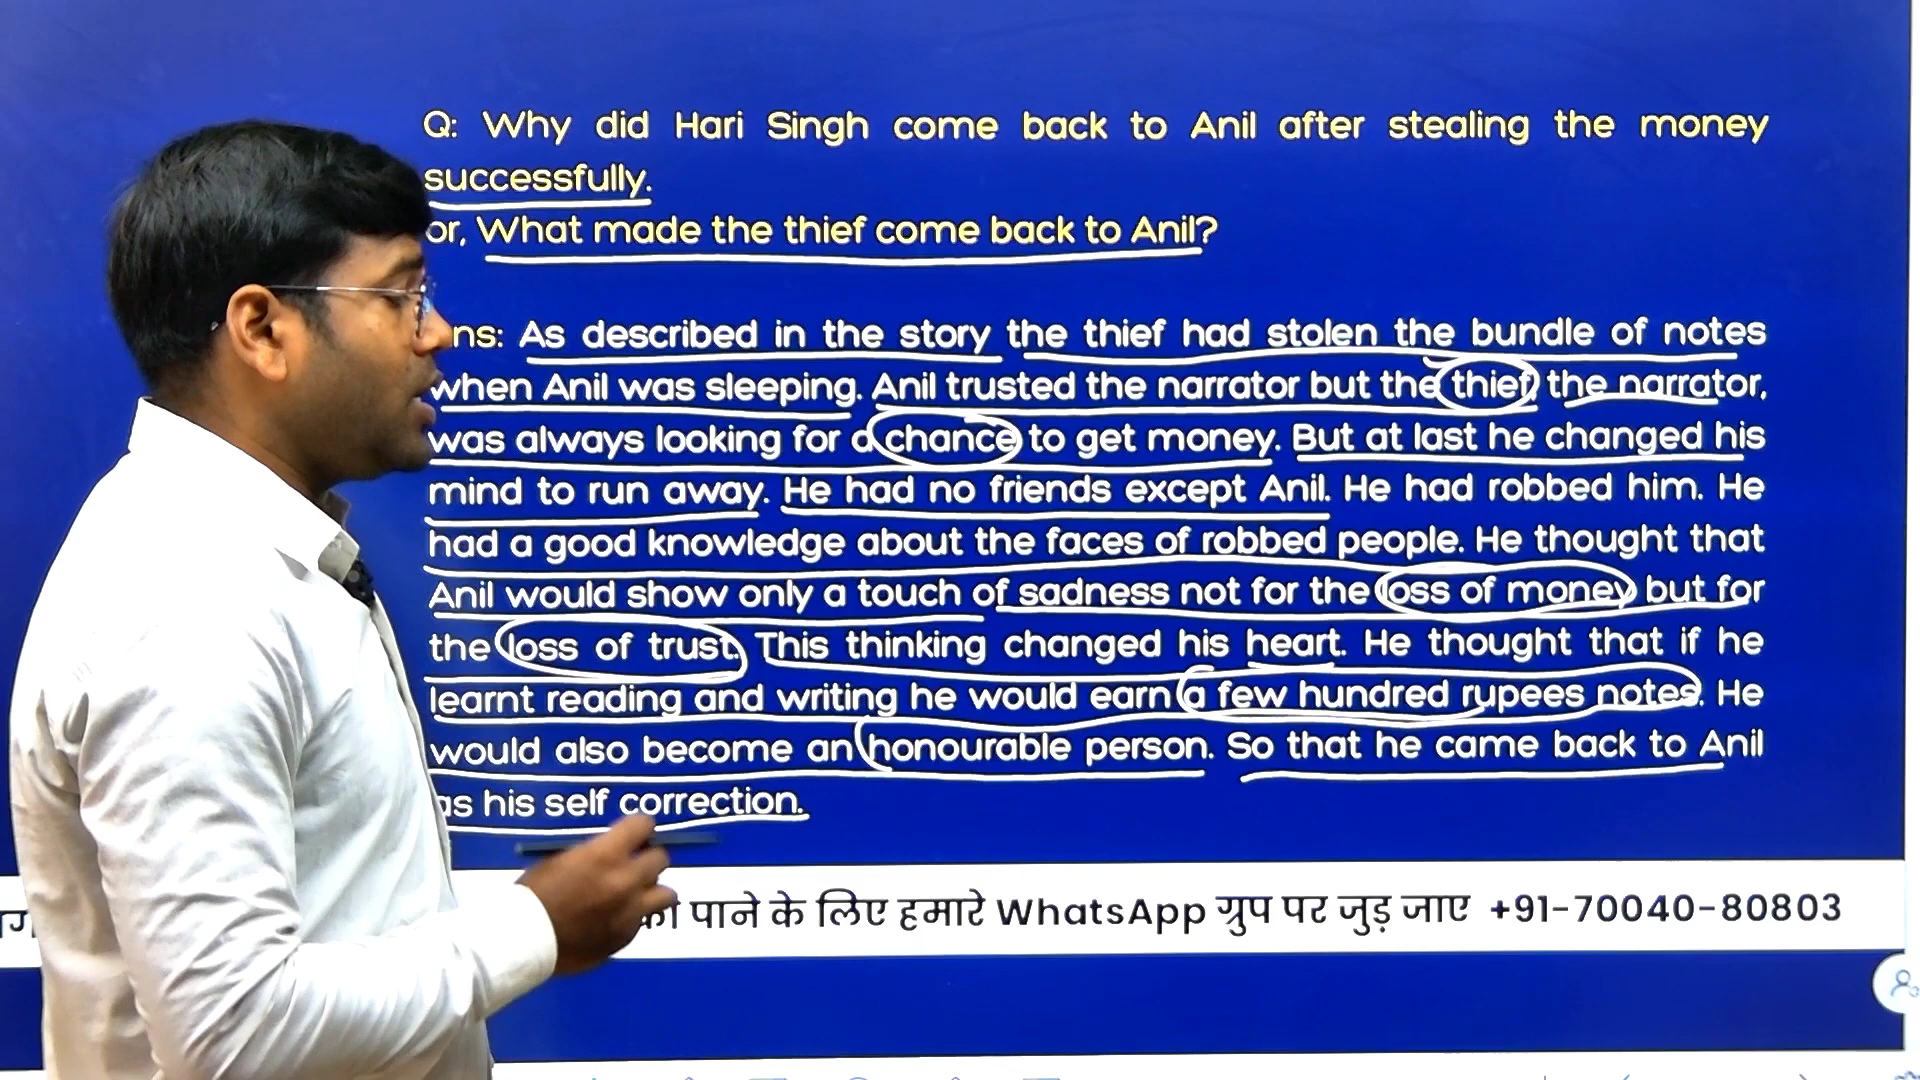 Q: Why did Hari Singh come back to Anil after stealing the money
successfully.
or, What made the thief come back to Anil?
ns: As described in the story the thief had stolen the bundle of notes
when Anil was sleeping. Anil trusted the narrator but the thief, the narrator,
was always looking for a chance to get money. But at last he changed his
mind to run away. He had no friends except Anil. He had robbed him. He
had a good knowledge about the faces of robbed people. He thought that
Anil would show only a touch of sadness not for the loss of money but for
the loss of trust. This thinking changed his heart. He thought that if he
learnt reading and writing he would earn a few hundred rupees notes. He
would also become an honourable person. So that he came back to Anil
as his self correction.
को पाने के लिए हमारे WhatsApp ग्रुप पर जुड़ जाए +91-70040-80803